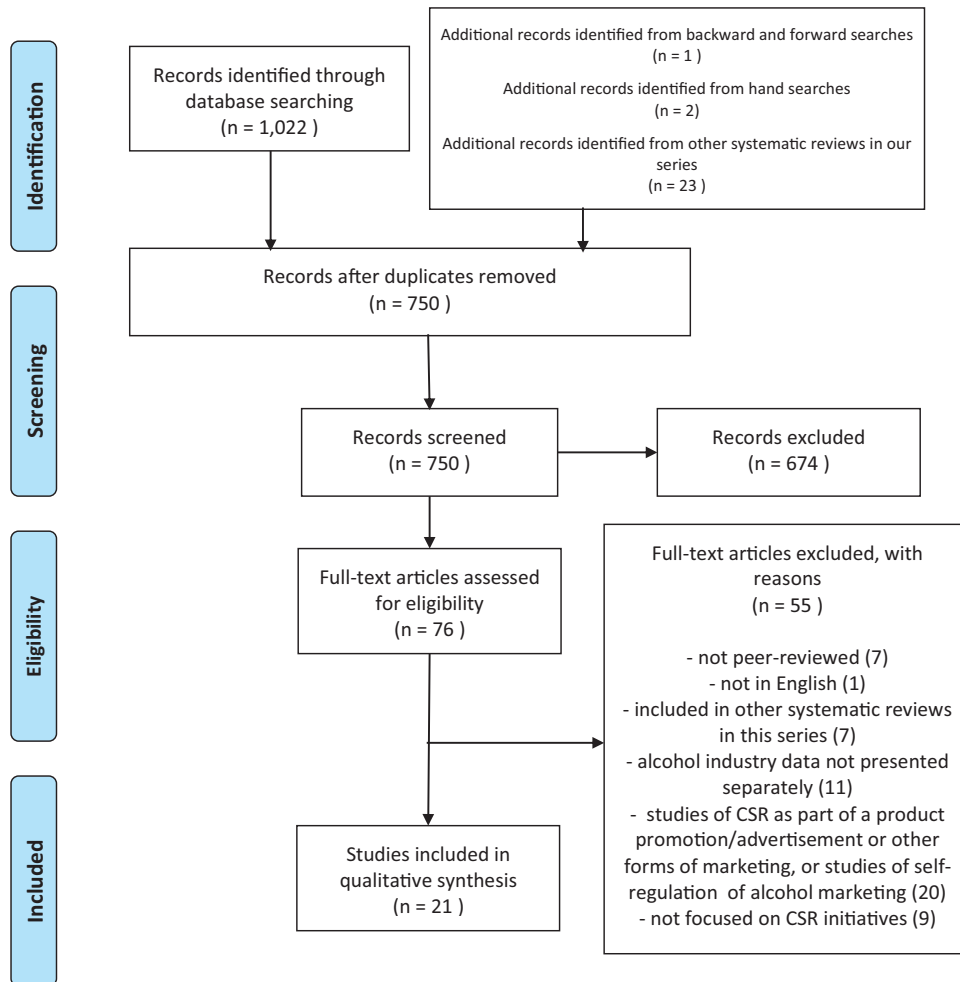 Identification
Records identified through
database searching
(n = 1,022 )
Additional records identified from backward and forward searches
(n = 1 )
Additional records identified from hand searches
(n = 2)
Additional records identified from other systematic reviews in our
series
(n = 23 )
Records after duplicates removed
(n = 750 )
Screening
Records screened
(n = 750 )
Records excluded
(n = 674 )
Eligibility
Full-text articles assessed
for eligibility
(n = 76 )
Full-text articles excluded, with
reasons
(n = 55 )
- not peer-reviewed (7)
- not in English (1)
- included in other systematic reviews
in this series (7)
- alcohol industry data not presented
separately (11)
- studies of CSR as part of a product
promotion/advertisement or other
forms of marketing, or studies of self-
regulation of alcohol marketing (20)
- not focused on CSR initiatives (9)
Included
Studies included in
qualitative synthesis
(n = 21 )